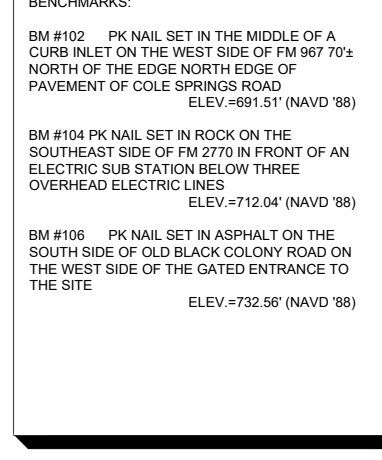 BENCHMARKS:
BM #102 PK NAIL SET IN THE MIDDLE OF A
CURB INLET ON THE WEST SIDE OF FM 967 70'±
NORTH OF THE EDGE NORTH EDGE OF
PAVEMENT OF COLE SPRINGS ROAD
ELEV.=691.51' (NAVD '88)
BM #104 PK NAIL SET IN ROCK ON THE
SOUTHEAST SIDE OF FM 2770 IN FRONT OF AN
ELECTRIC SUB STATION BELOW THREE
OVERHEAD ELECTRIC LINES
ELEV.=712.04' (NAVD '88)
BM #106 PK NAIL SET IN ASPHALT ON THE
SOUTH SIDE OF OLD BLACK COLONY ROAD ON
THE WEST SIDE OF THE GATED ENTRANCE TO
THE SITE
ELEV.=732.56' (NAVD '88)